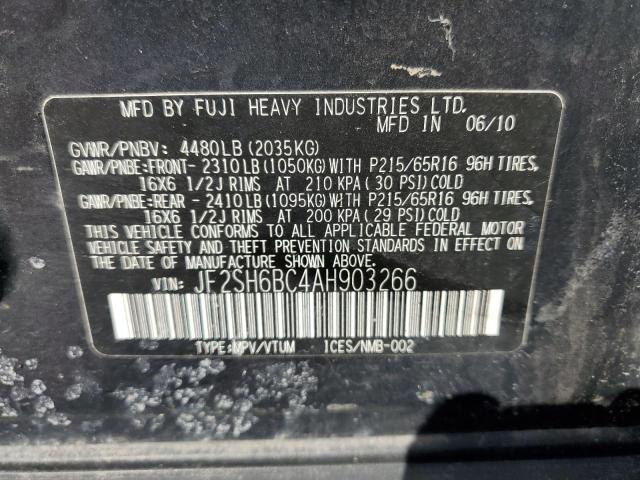 MFD BY FUJI HEAVY INDUSTRIES LTD.
MFD IN 06/10
GVWR/PNBV: 4480LB (2035KG)
GAWR/PNBE:FRONT- 2310LB (1050KG) WITH P215/65R16 96H TIRES,
16X6 1/2J RIMS AT 210 KPA ( 30 PSI) COLD
GAWR/PNBE:REAR - 2410LB (1095KG) WITH P215/65R16 96H TIRES,
16X6 1/2J RIMS AT 200 KPA ( 29 PSI) COLD
THIS VEHICLE CONFORMS TO ALL APPLICABLE FEDERAL MOTOR
VEHICLE SAFETY AND THEFT PREVENTION STANDARDS IN EFFECT ON
THE DATE OF MANUFACTURE SHOWN ABOVE.
VIN: JF2SH6BC4AH903266
TYPE:MPV/VTUM ICES/NMB-002